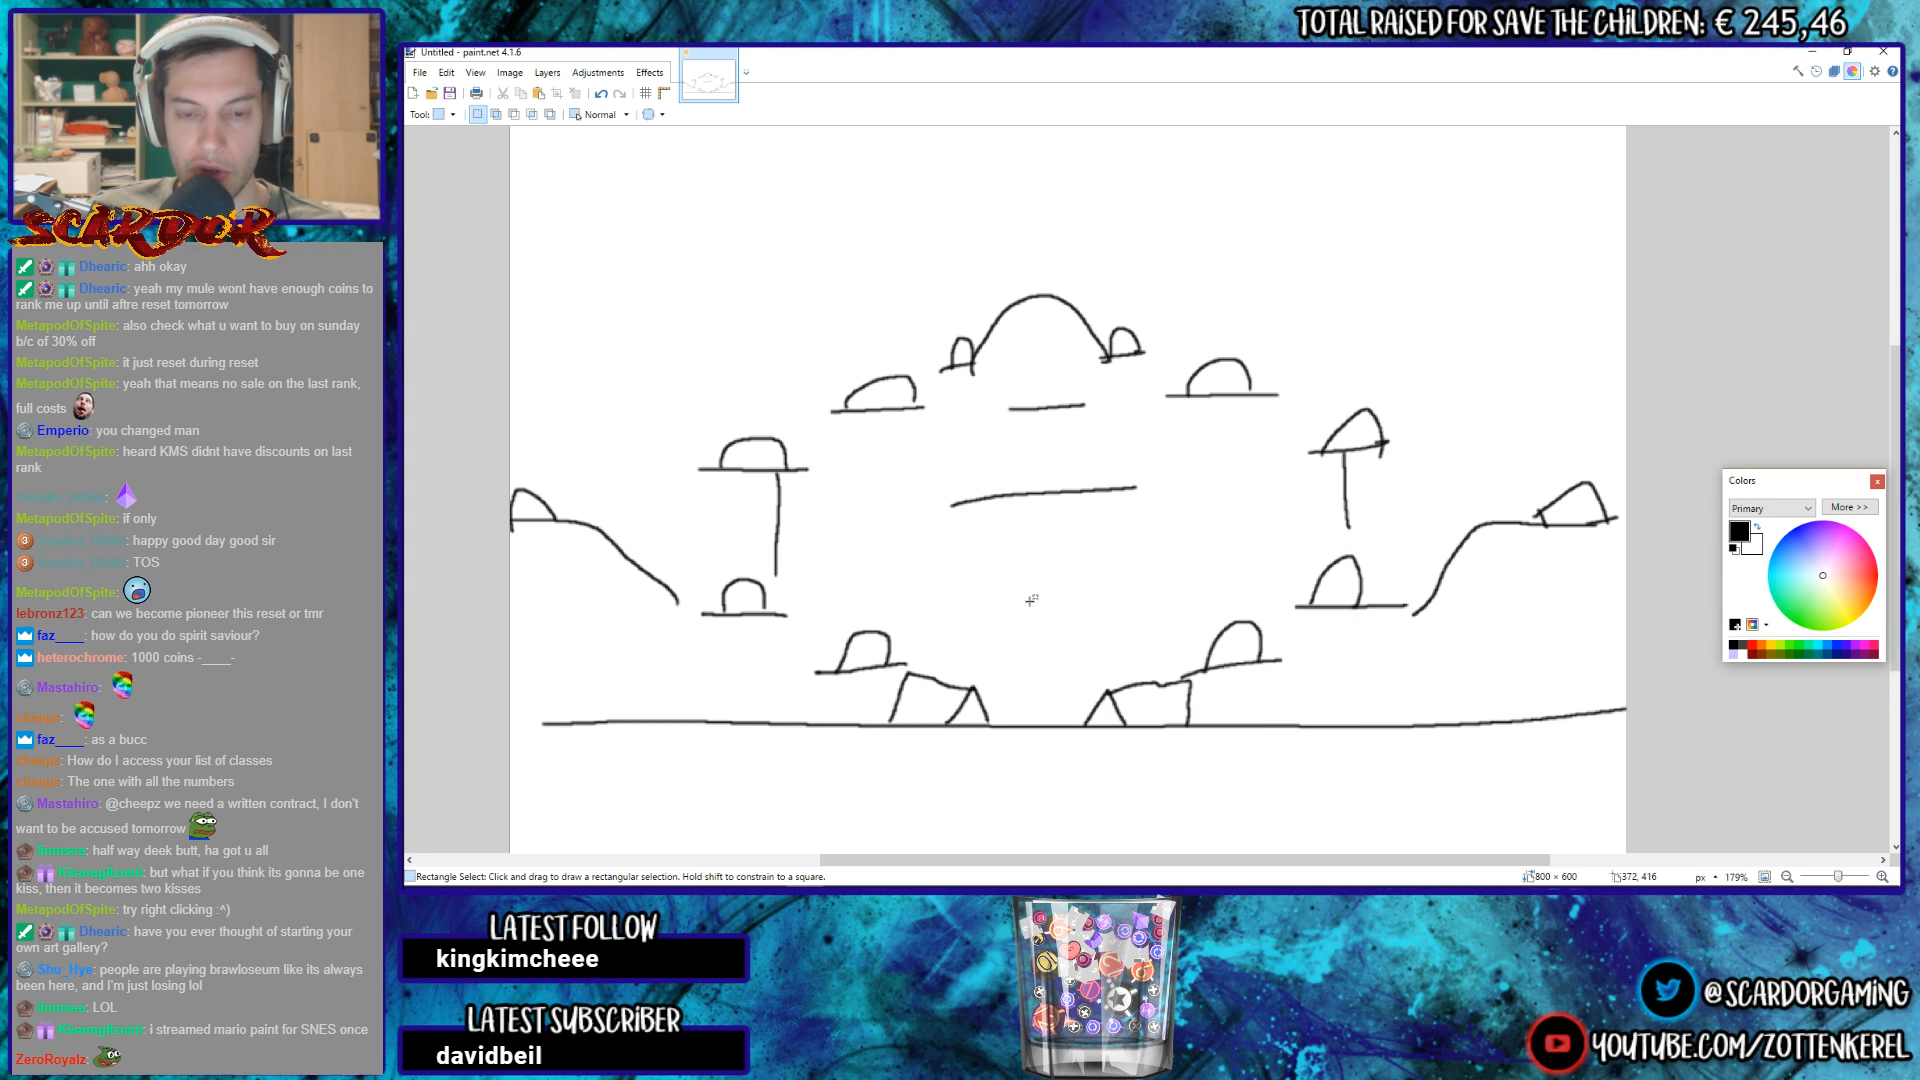 TOTAL RAISED FOR SAVE THE CHILDREN: € 245,46
Untitled - paint.net 4.1.6
File Edit View Image Layers Adjustments Effects
Tool:
Normal
SCARDOR
Dhearic: ahh okay
Dhearic: yeah my mule wont have enough coins to
rank me up until aftre reset tomorrow
MetapodOfSpite: also check what u want to buy on sunday
b/c of 30% off
MetapodOfSpite: it just reset during reset
MetapodOfSpite: yeah that means no sale on the last rank,
full costs
Emperio: you changed man
MetapodOfSpite: heard KMS didnt have discounts on last
rank
MetapodOfSpite: if only
3 : happy good day good sir
3 : TOS
MetapodOfSpite:
lebronz123: can we become pioneer this reset or tmr
faz____: how do you do spirit saviour?
heterochrome: 1000 coins -____-
Mastahiro:
cheepz:
faz____: as a bucc
cheepz: How do I access your list of classes
cheepz: The one with all the numbers
Mastahiro: @cheepz we need a written contract, I don't
want to be accused tomorrow
: half way deek butt, ha got u all
: but what if you think its gonna be one
kiss, then it becomes two kisses
MetapodOfSpite: try right clicking :^)
Dhearic: have you ever thought of starting your
own art gallery?
Shu_Hye: people are playing brawloseum like its always
been here, and I'm just losing lol
: LOL
: i streamed mario paint for SNES once
ZeroRoyalz:
Colors
Primary
More >>
Rectangle Select: Click and drag to draw a rectangular selection. Hold shift to constrain to a square.
800 × 600
372, 416
px
179%
LATEST FOLLOW
kingkimcheee
LATEST SUBSCRIBER
davidbeil
@SCARDORGAMING
YOUTUBE.COM/ZOTTENKEREL